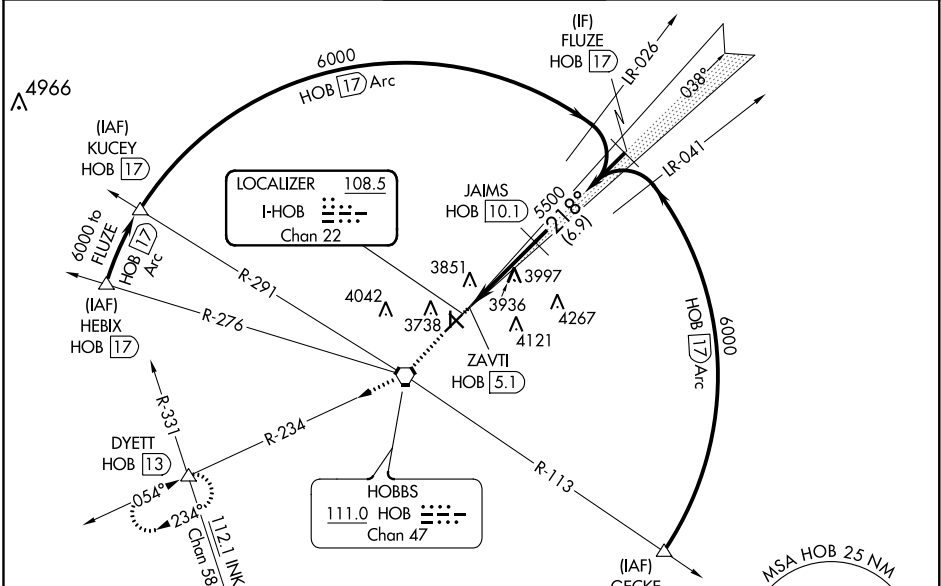 4966
(IAF)
KUCEY
HOB 17
6000
HOB 17 Arc
(IF)
FLUZE
HOB 17
LR-026
038°
LR-041
LOCALIZER 108.5
I-HOB
Chan 22
JAIMS
HOB 10.1
5500
218°
(6.9)
6000 to
FLUZE
HOB 17
Arc
(IAF)
HEBIX
HOB 17
R-291
R-276
3851
3997
4042
3738
3936
4267
4121
ZAVTI
HOB 5.1
6000
HOB 17 Arc
R-331
R-234
R-113
DYETT
HOB 13
054°
234°
112.1 INK
Chan 58
HOBBS
111.0 HOB
Chan 47
(IAF)
MSA HOB 25 NM